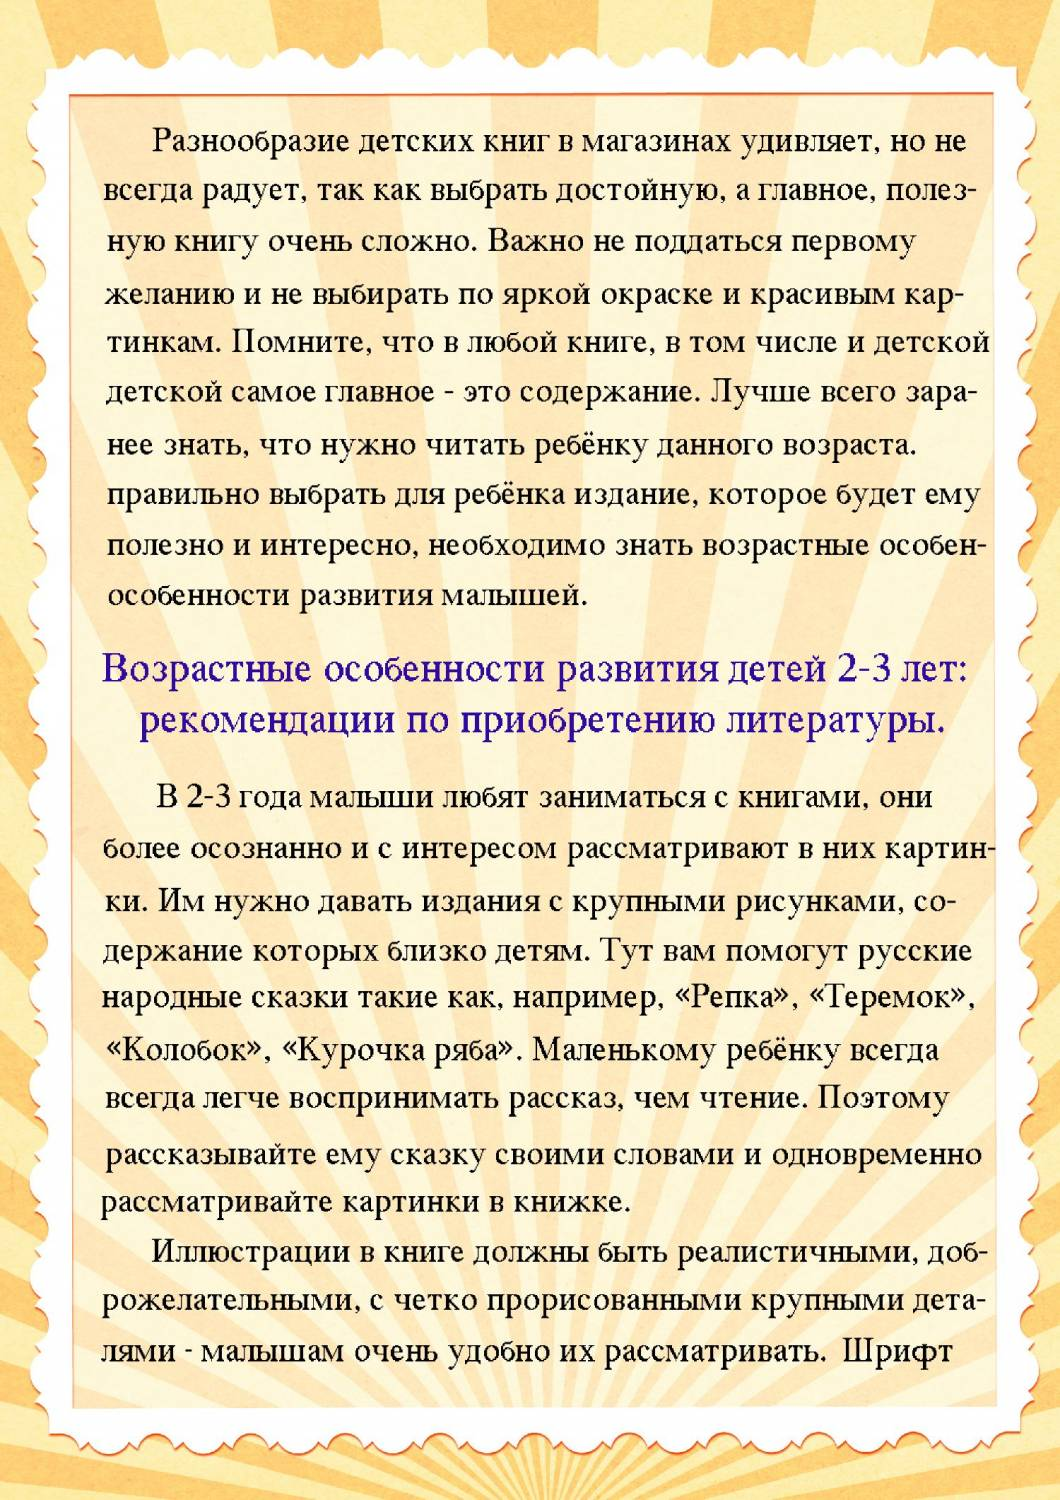 Разнообразие детских книг в магазинах удивляет, но не
всегда радует, так как выбрать достойную, а главное, полез-
ную книгу очень сложно. Важно не поддаться первому
желанию и не выбирать по яркой окраске и красивым кар-
тинкам. Помните, что в любой книге, в том числе и детской
детской самое главное - это содержание. Лучше всего зара-
нее знать, что нужно читать ребёнку данного возраста.
правильно выбрать для ребёнка издание, которое будет ему
полезно и интересно, необходимо знать возрастные особен-
особенности развития малышей.
Возрастные особенности развития детей 2-3 лет:
рекомендации по приобретению литературы.
В 2-3 года малыши любят заниматься с книгами, они
более осознанно и с интересом рассматривают в них картин-
ки. Им нужно давать издания с крупными рисунками, со-
держание которых близко детям. Тут вам помогут русские
народные сказки такие как, например, «Репка», «Теремок»,
«Колобок», «Курочка ряба». Маленькому ребёнку всегда
всегда легче воспринимать рассказ, чем чтение. Поэтому
рассказывайте ему сказку своими словами и одновременно
рассматривайте картинки в книжке.
Иллюстрации в книге должны быть реалистичными, доб-
рожелательными, с четко прорисованными крупными дета-
лями - малышам очень удобно их рассматривать. Шрифт